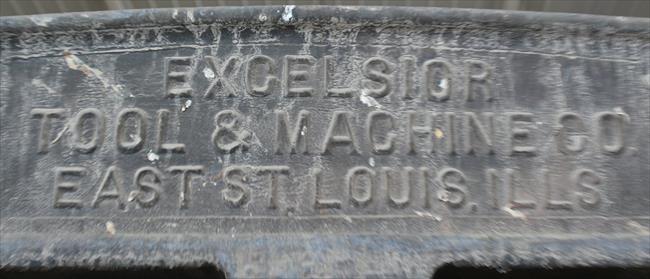 EXCELSIOR
TOOL & MACHINE CO.
EAST ST. LOUIS, ILLS